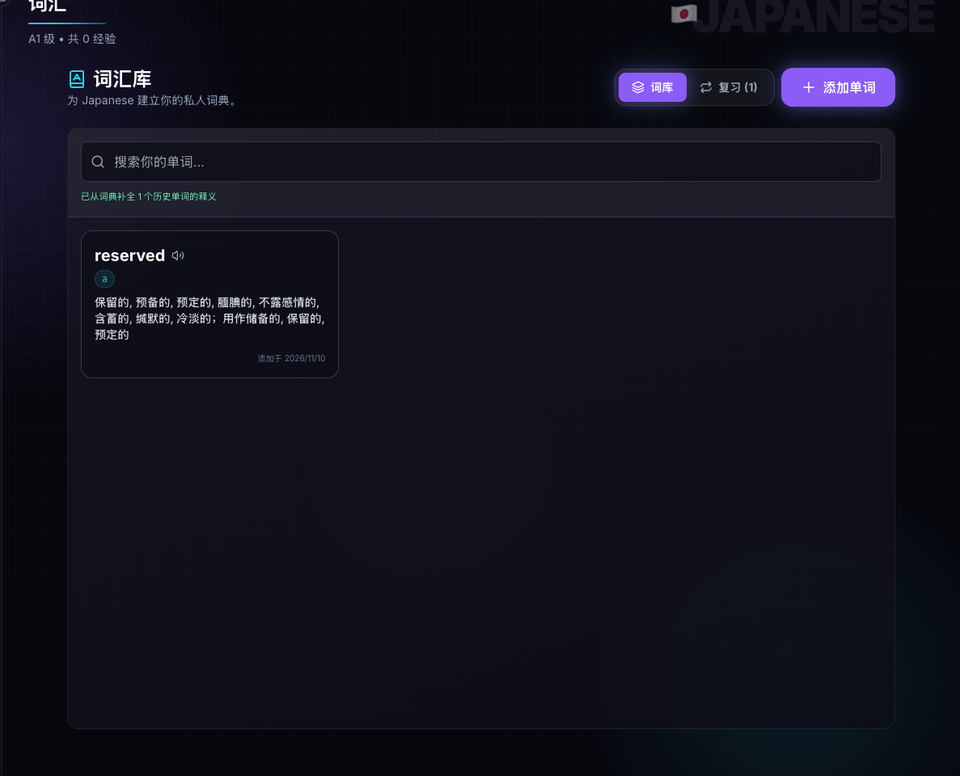 词汇
JAPANESE
A1 级 • 共 0 经验
词汇库
为 Japanese 建立你的私人词典。
词库
复习 (1)
添加单词
搜索你的单词...
已从词典补全 1 个历史单词的释义
reserved
a
保留的, 预备的, 预定的, 腼腆的, 不露感情的,
含蓄的, 缄默的, 冷淡的；用作储备的, 保留的,
预定的
添加于 2026/11/10